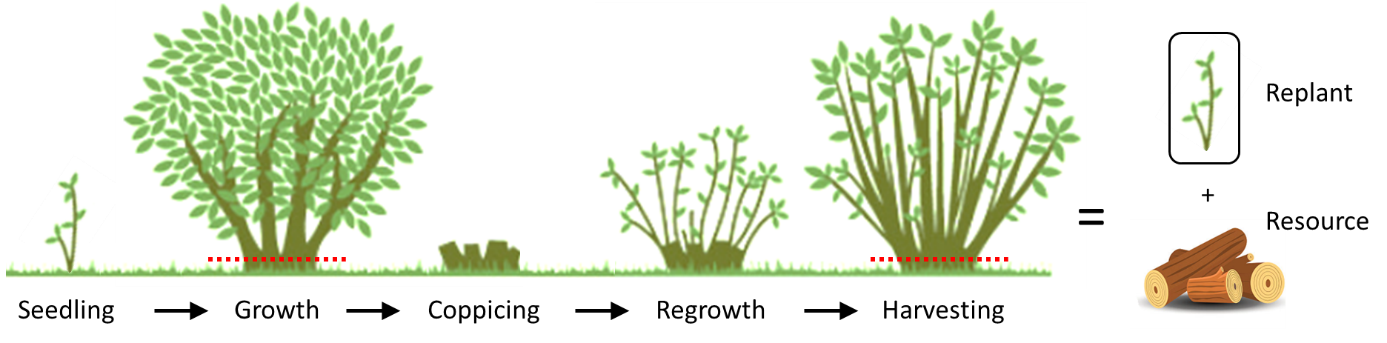 Replant
+
Resource
=
Seedling → Growth → Coppicing → Regrowth → Harvesting